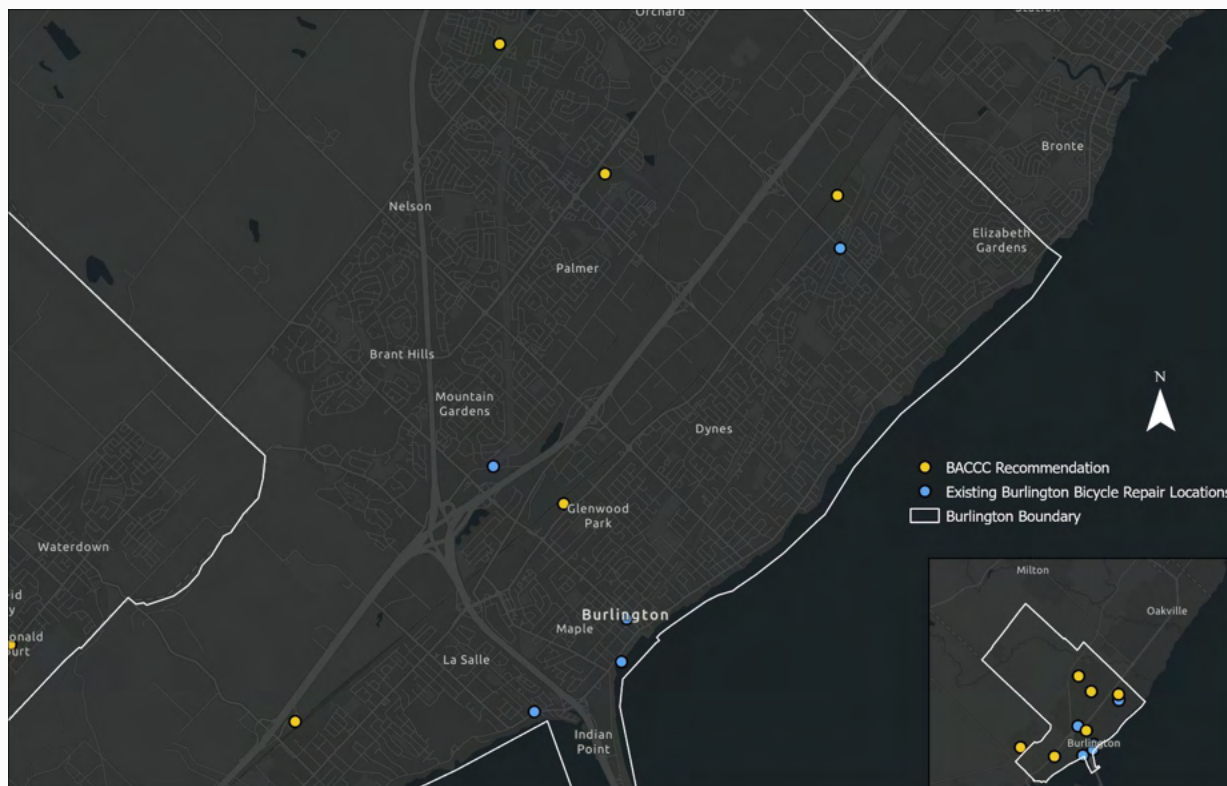 Orchard
Station
Bronte
Nelson
Elizabeth
Gardens
Palmer
Brant Hills
Mountain
Gardens
Dynes
N
BACCC Recommendation
Existing Burlington Bicycle Repair Locations
Burlington Boundary
Glenwood
Park
Waterdown
Burlington
Maple
La Salle
Indian
Point
Milton
Oakville
Burlington